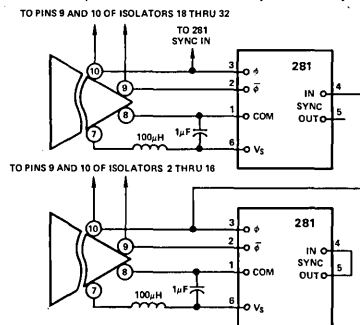 TO PINS 9 AND 10 OF ISOLATORS 18 THRU 32
TO 281
SYNC IN
10
3 ϕ
281
9
2 ϕ̅
IN 4
8
1 COM
SYNC
OUT 5
7
100μH
1μF
6 VS
TO PINS 9 AND 10 OF ISOLATORS 2 THRU 16
10
3 ϕ
281
9
2 ϕ̅
IN 4
8
1 COM
SYNC
OUT 5
7
100μH
1μF
6 VS